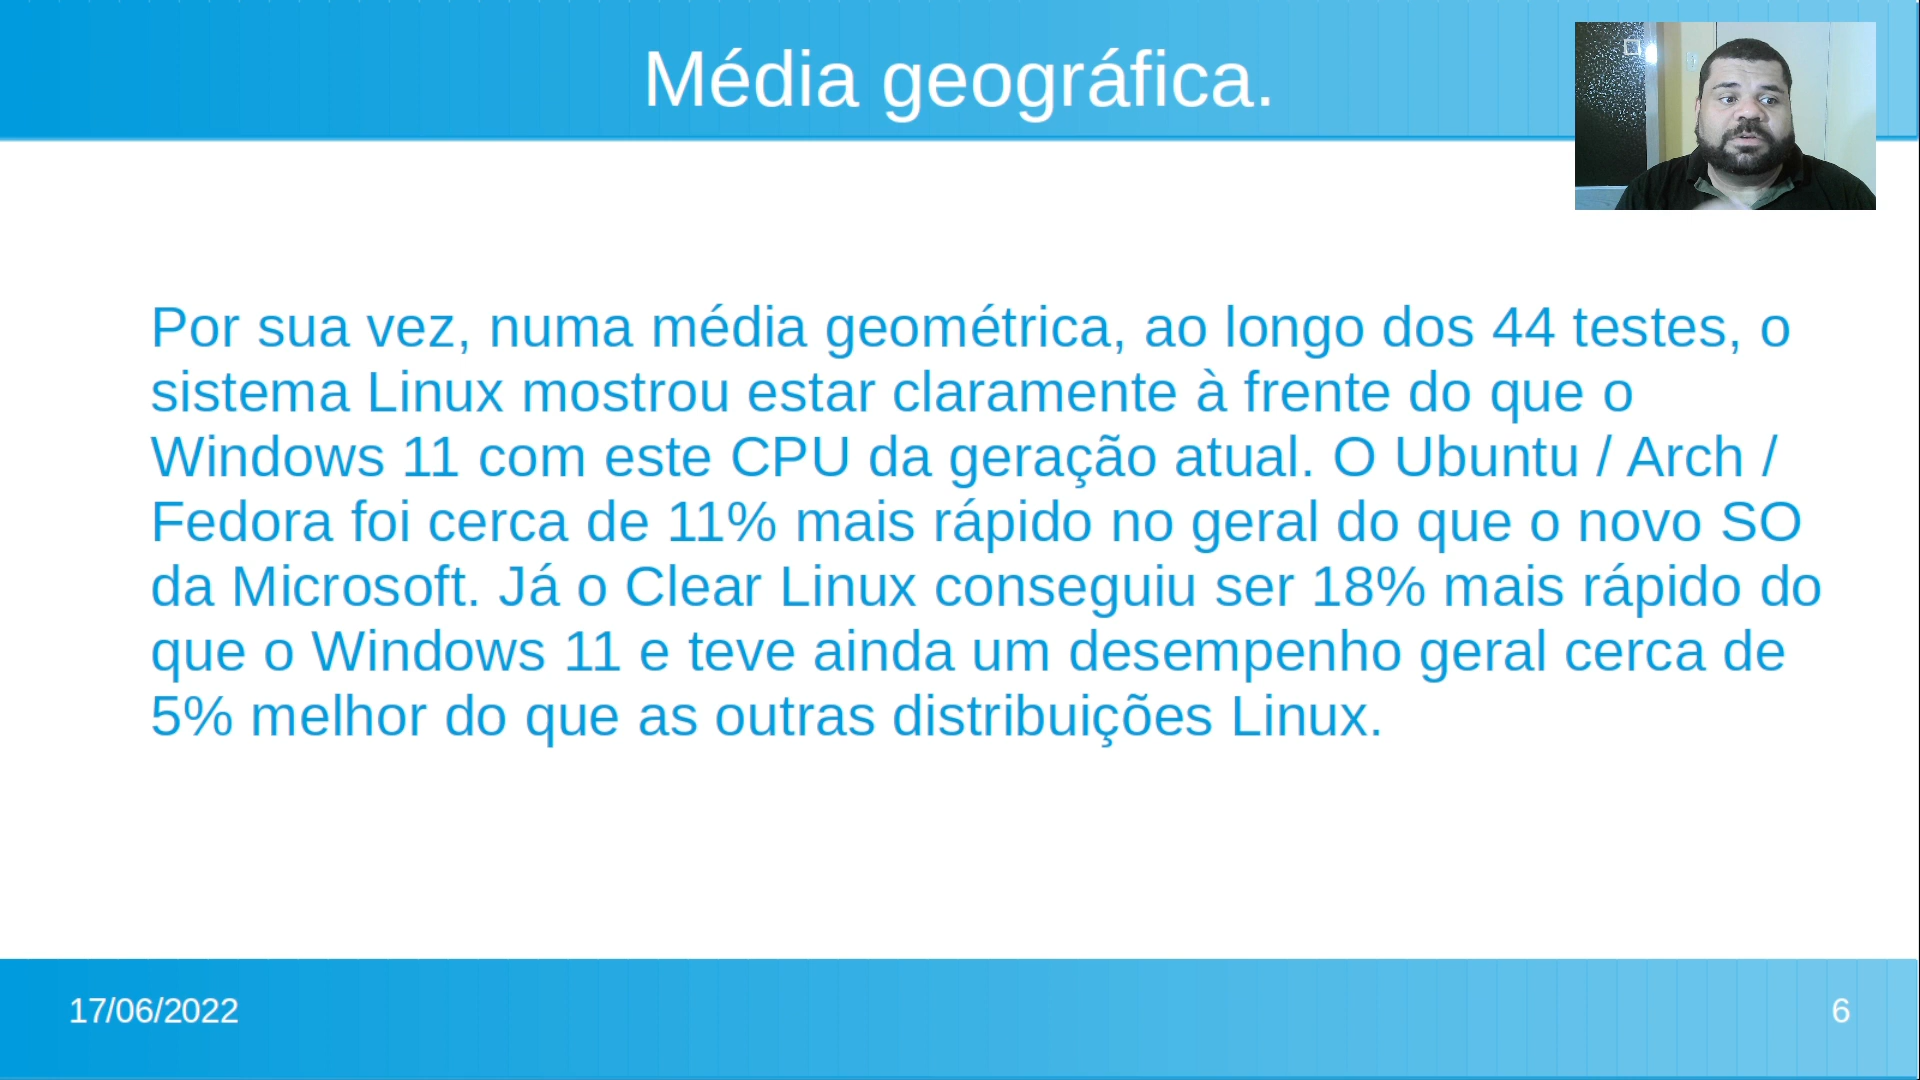 Média geográfica.
Por sua vez, numa média geométrica, ao longo dos 44 testes, o
sistema Linux mostrou estar claramente à frente do que o
Windows 11 com este CPU da geração atual. O Ubuntu / Arch /
Fedora foi cerca de 11% mais rápido no geral do que o novo SO
da Microsoft. Já o Clear Linux conseguiu ser 18% mais rápido do
que o Windows 11 e teve ainda um desempenho geral cerca de
5% melhor do que as outras distribuições Linux.
17/06/2022
6